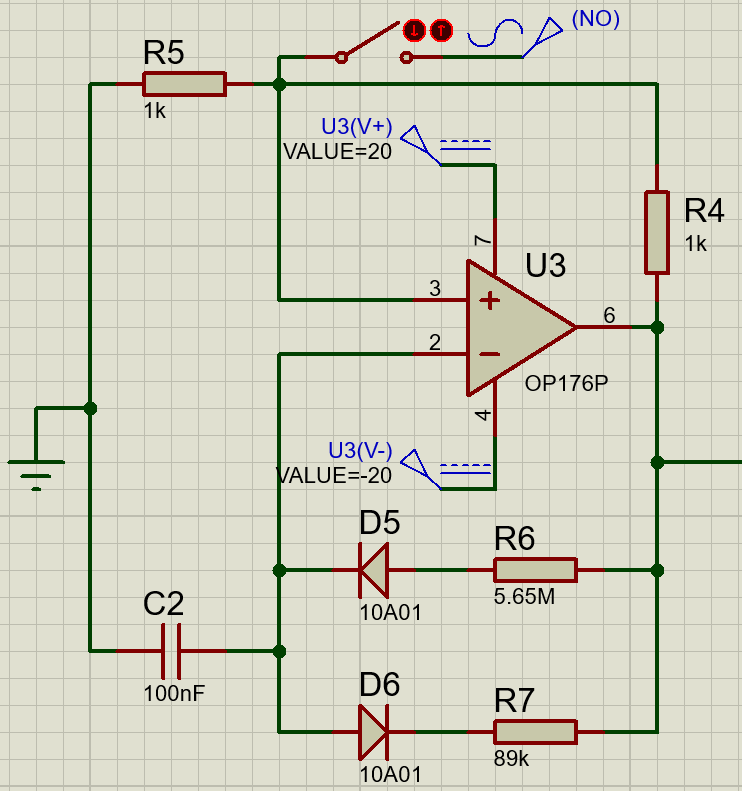 (NO)
R5
1k
U3(V+)
VALUE=20
R4
1k
7
U3
3
6
2
OP176P
4
U3(V-)
VALUE=-20
D5
R6
10A01
5.65M
C2
100nF
D6
R7
10A01
89k